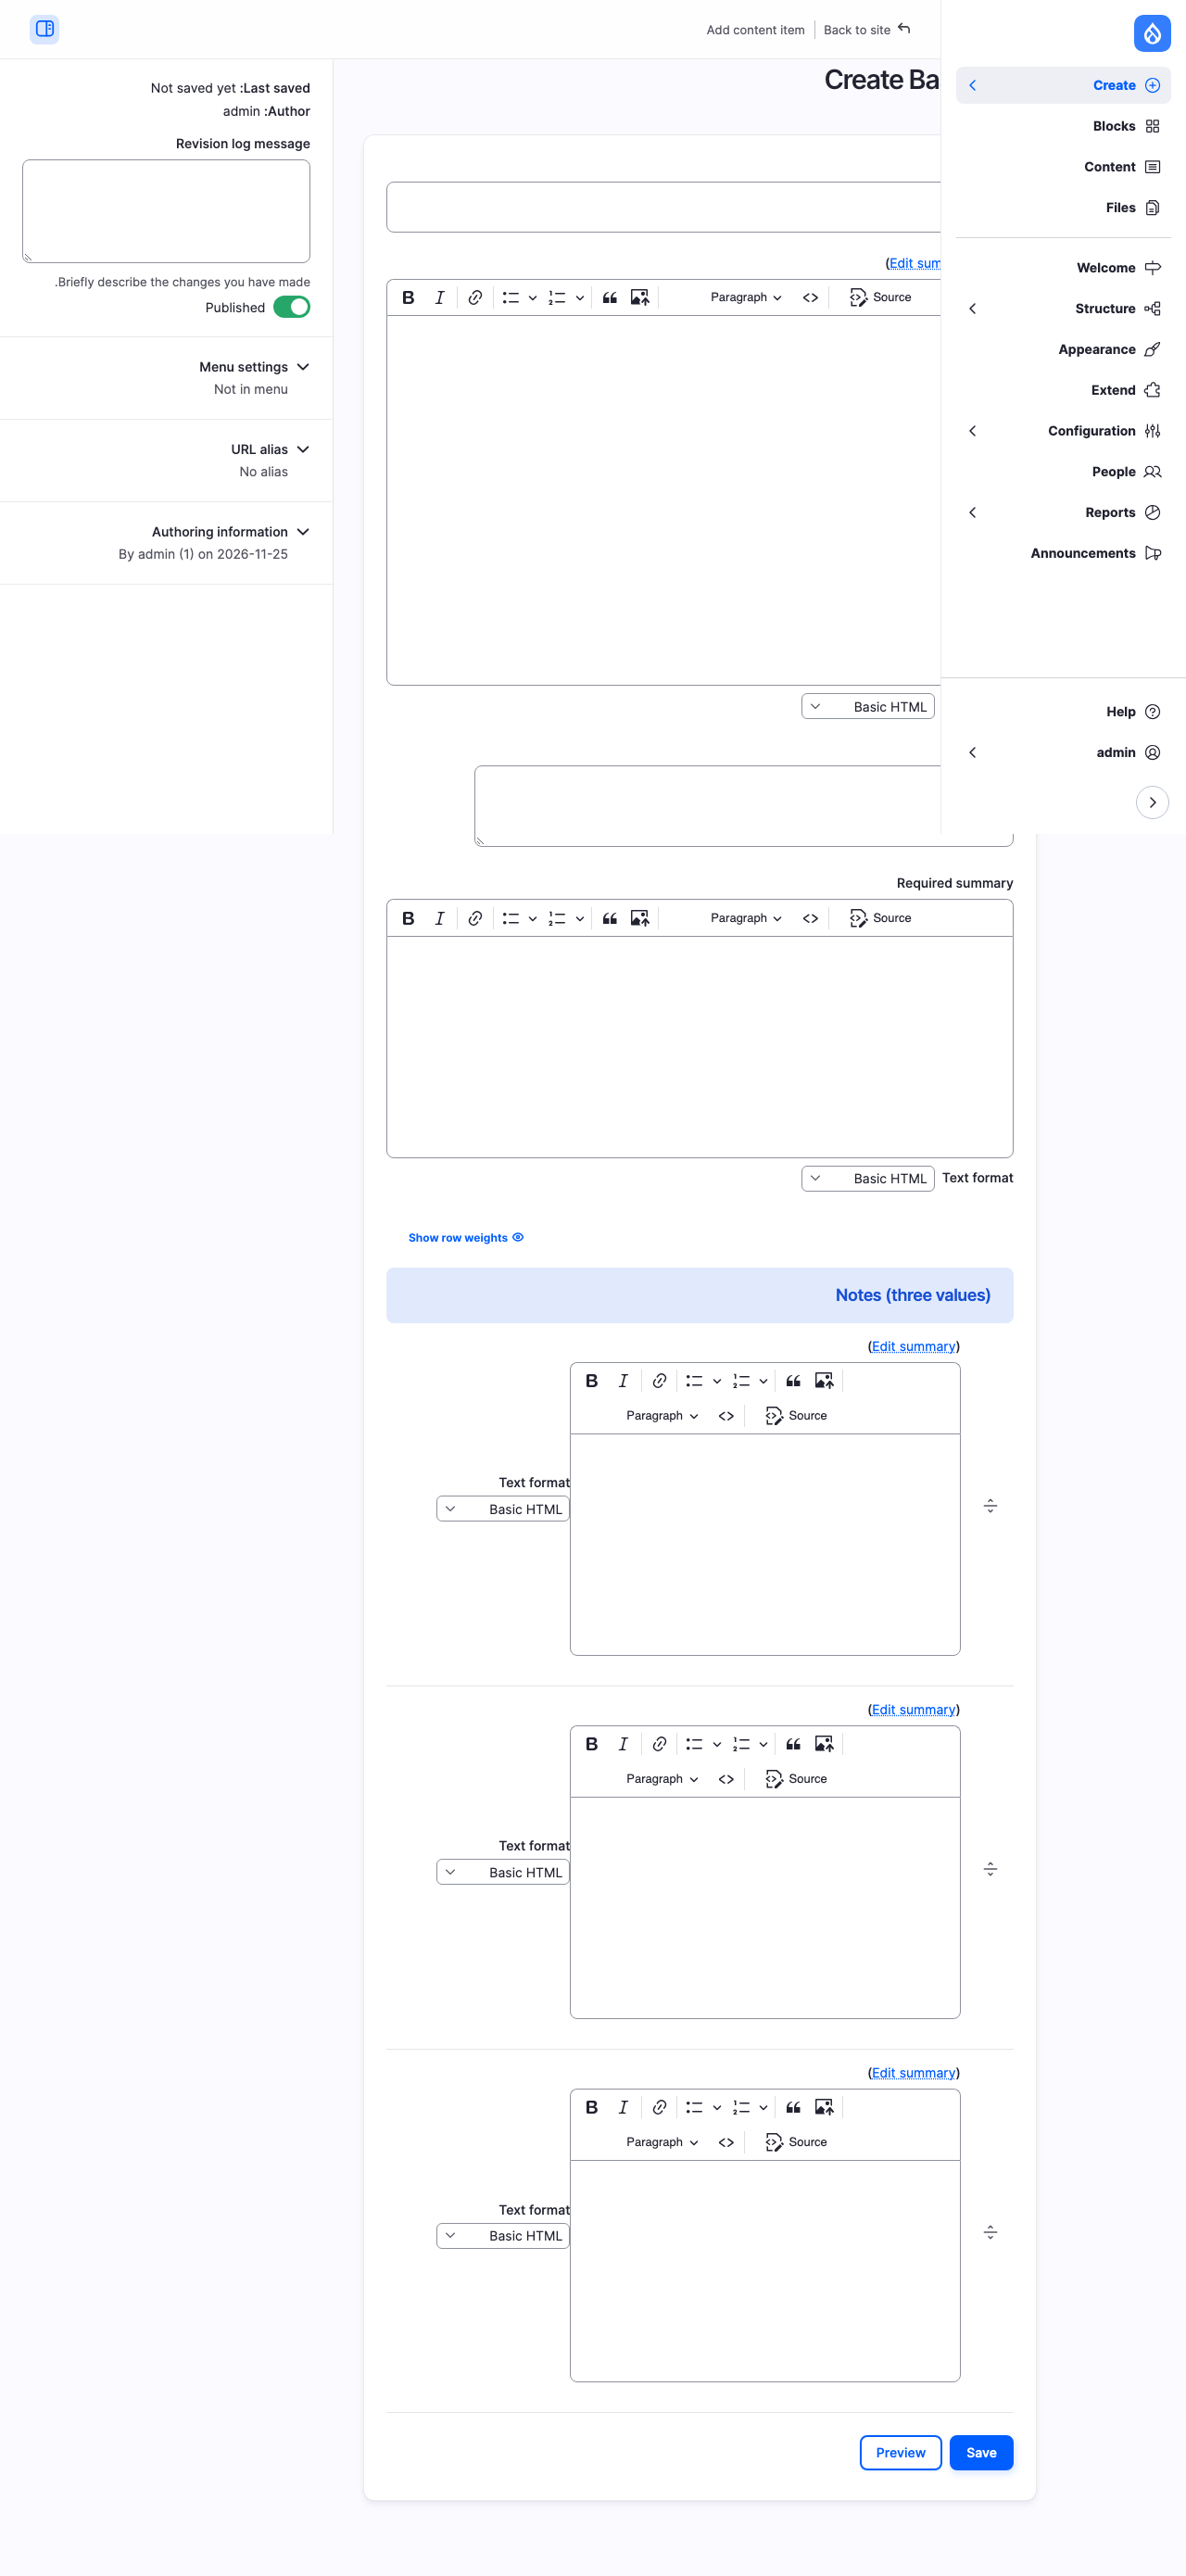 Add content item
Back to site
Create
Blocks
Content
Files
Welcome
Structure
Appearance
Extend
Configuration
People
Reports
Announcements
Help
admin
Not saved yet :Last saved
admin :Author
Revision log message
.Briefly describe the changes you have made
Published
Menu settings
Not in menu
URL alias
No alias
Authoring information
By admin (1) on 2026-11-25
Create Ba
(Edit sum
Paragraph
Source
Basic HTML
Required summary
Paragraph
Source
Basic HTML
Text format
Show row weights
Notes (three values)
(Edit summary)
Paragraph
Source
Text format
Basic HTML
(Edit summary)
Paragraph
Source
Text format
Basic HTML
(Edit summary)
Paragraph
Source
Text format
Basic HTML
Preview
Save